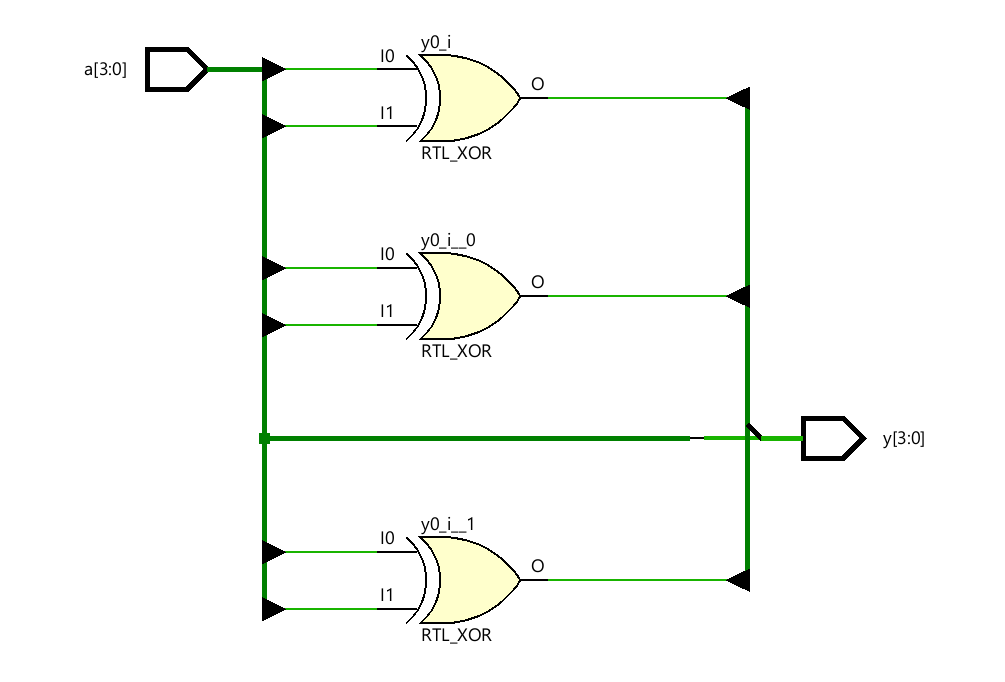 y0_i
a[3:0]
I0
O
I1
RTL_XOR
y0_i__0
I0
O
I1
RTL_XOR
y[3:0]
y0_i__1
I0
O
I1
RTL_XOR